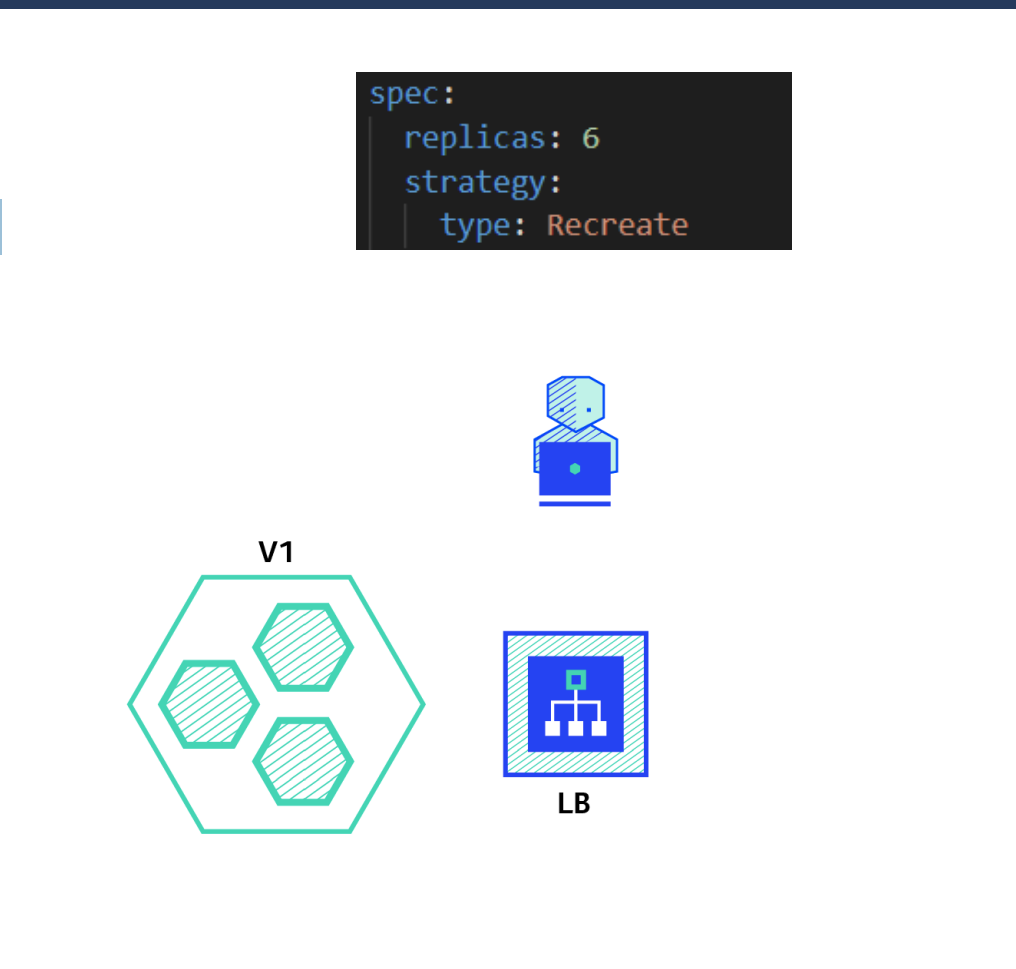 spec:
replicas: 6
strategy:
type: Recreate
V1
LB